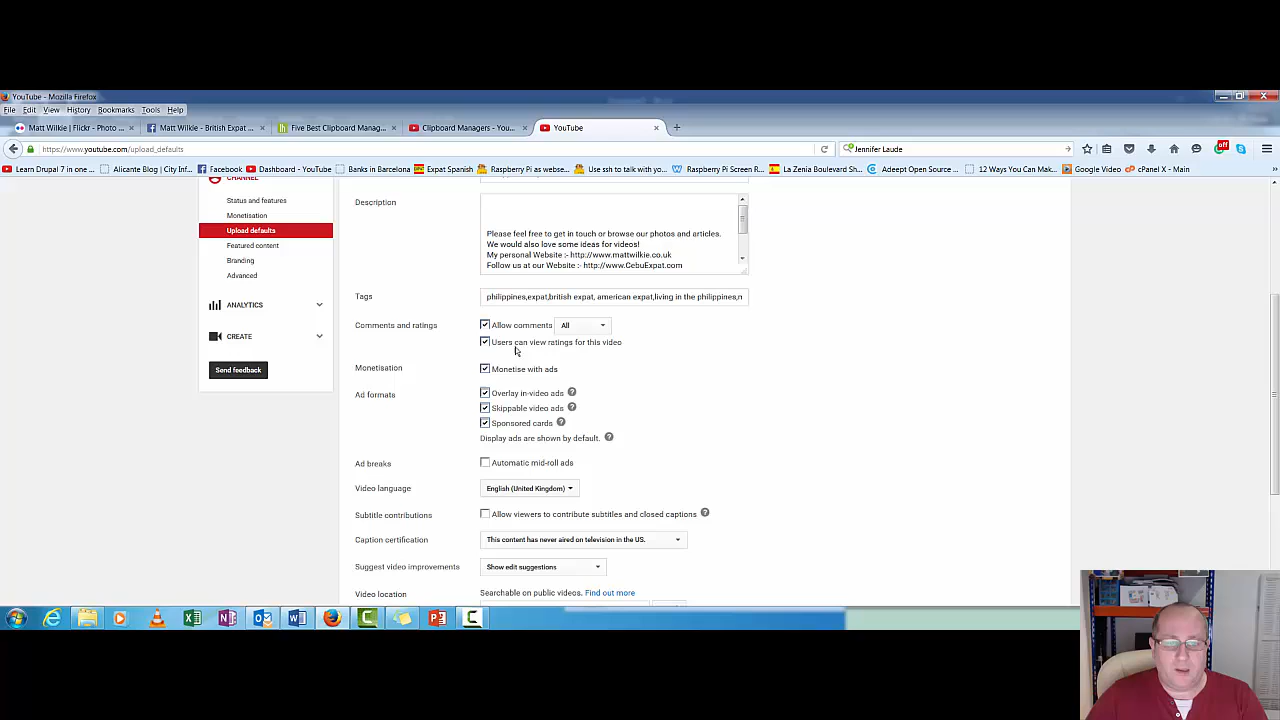 YouTube - Mozilla Firefox
File Edit View History Bookmarks Tools Help
Matt Wilkie | Flickr - Photo ... Matt Wilkie - British Expat ... Five Best Clipboard Manag... Clipboard Managers - You... YouTube
https://www.youtube.com/upload_defaults Jennifer Laude
Learn Drupal 7 in one ... Alicante Blog (City Inf... Facebook Dashboard - YouTube Banks in Barcelona Expat Spanish Raspberry Pi as webse... Use ssh to talk with yo... Raspberry Pi Screen R... La Zenia Boulevard Sh... Adeept Open Source ... 12 Ways You Can Mak... Google Video cPanel X - Main
off
CHANNEL
Status and features
Monetisation
Upload defaults
Featured content
Branding
Advanced
ANALYTICS
CREATE
Send feedback
Description
Please feel free to get in touch or browse our photos and articles.
We would also love some ideas for videos!
My personal Website :- http://www.mattwilkie.co.uk
Follow us at our Website :- http://www.CebuExpat.com
Tags philippines,expat,british expat, american expat,living in the philippines,n
Comments and ratings Allow comments All
Users can view ratings for this video
Monetisation Monetise with ads
Ad formats Overlay in-video ads ?
Skippable video ads ?
Sponsored cards ?
Display ads are shown by default. ?
Ad breaks Automatic mid-roll ads
Video language English (United Kingdom)
Subtitle contributions Allow viewers to contribute subtitles and closed captions ?
Caption certification This content has never aired on television in the US.
Suggest video improvements Show edit suggestions
Video location Searchable on public videos. Find out more